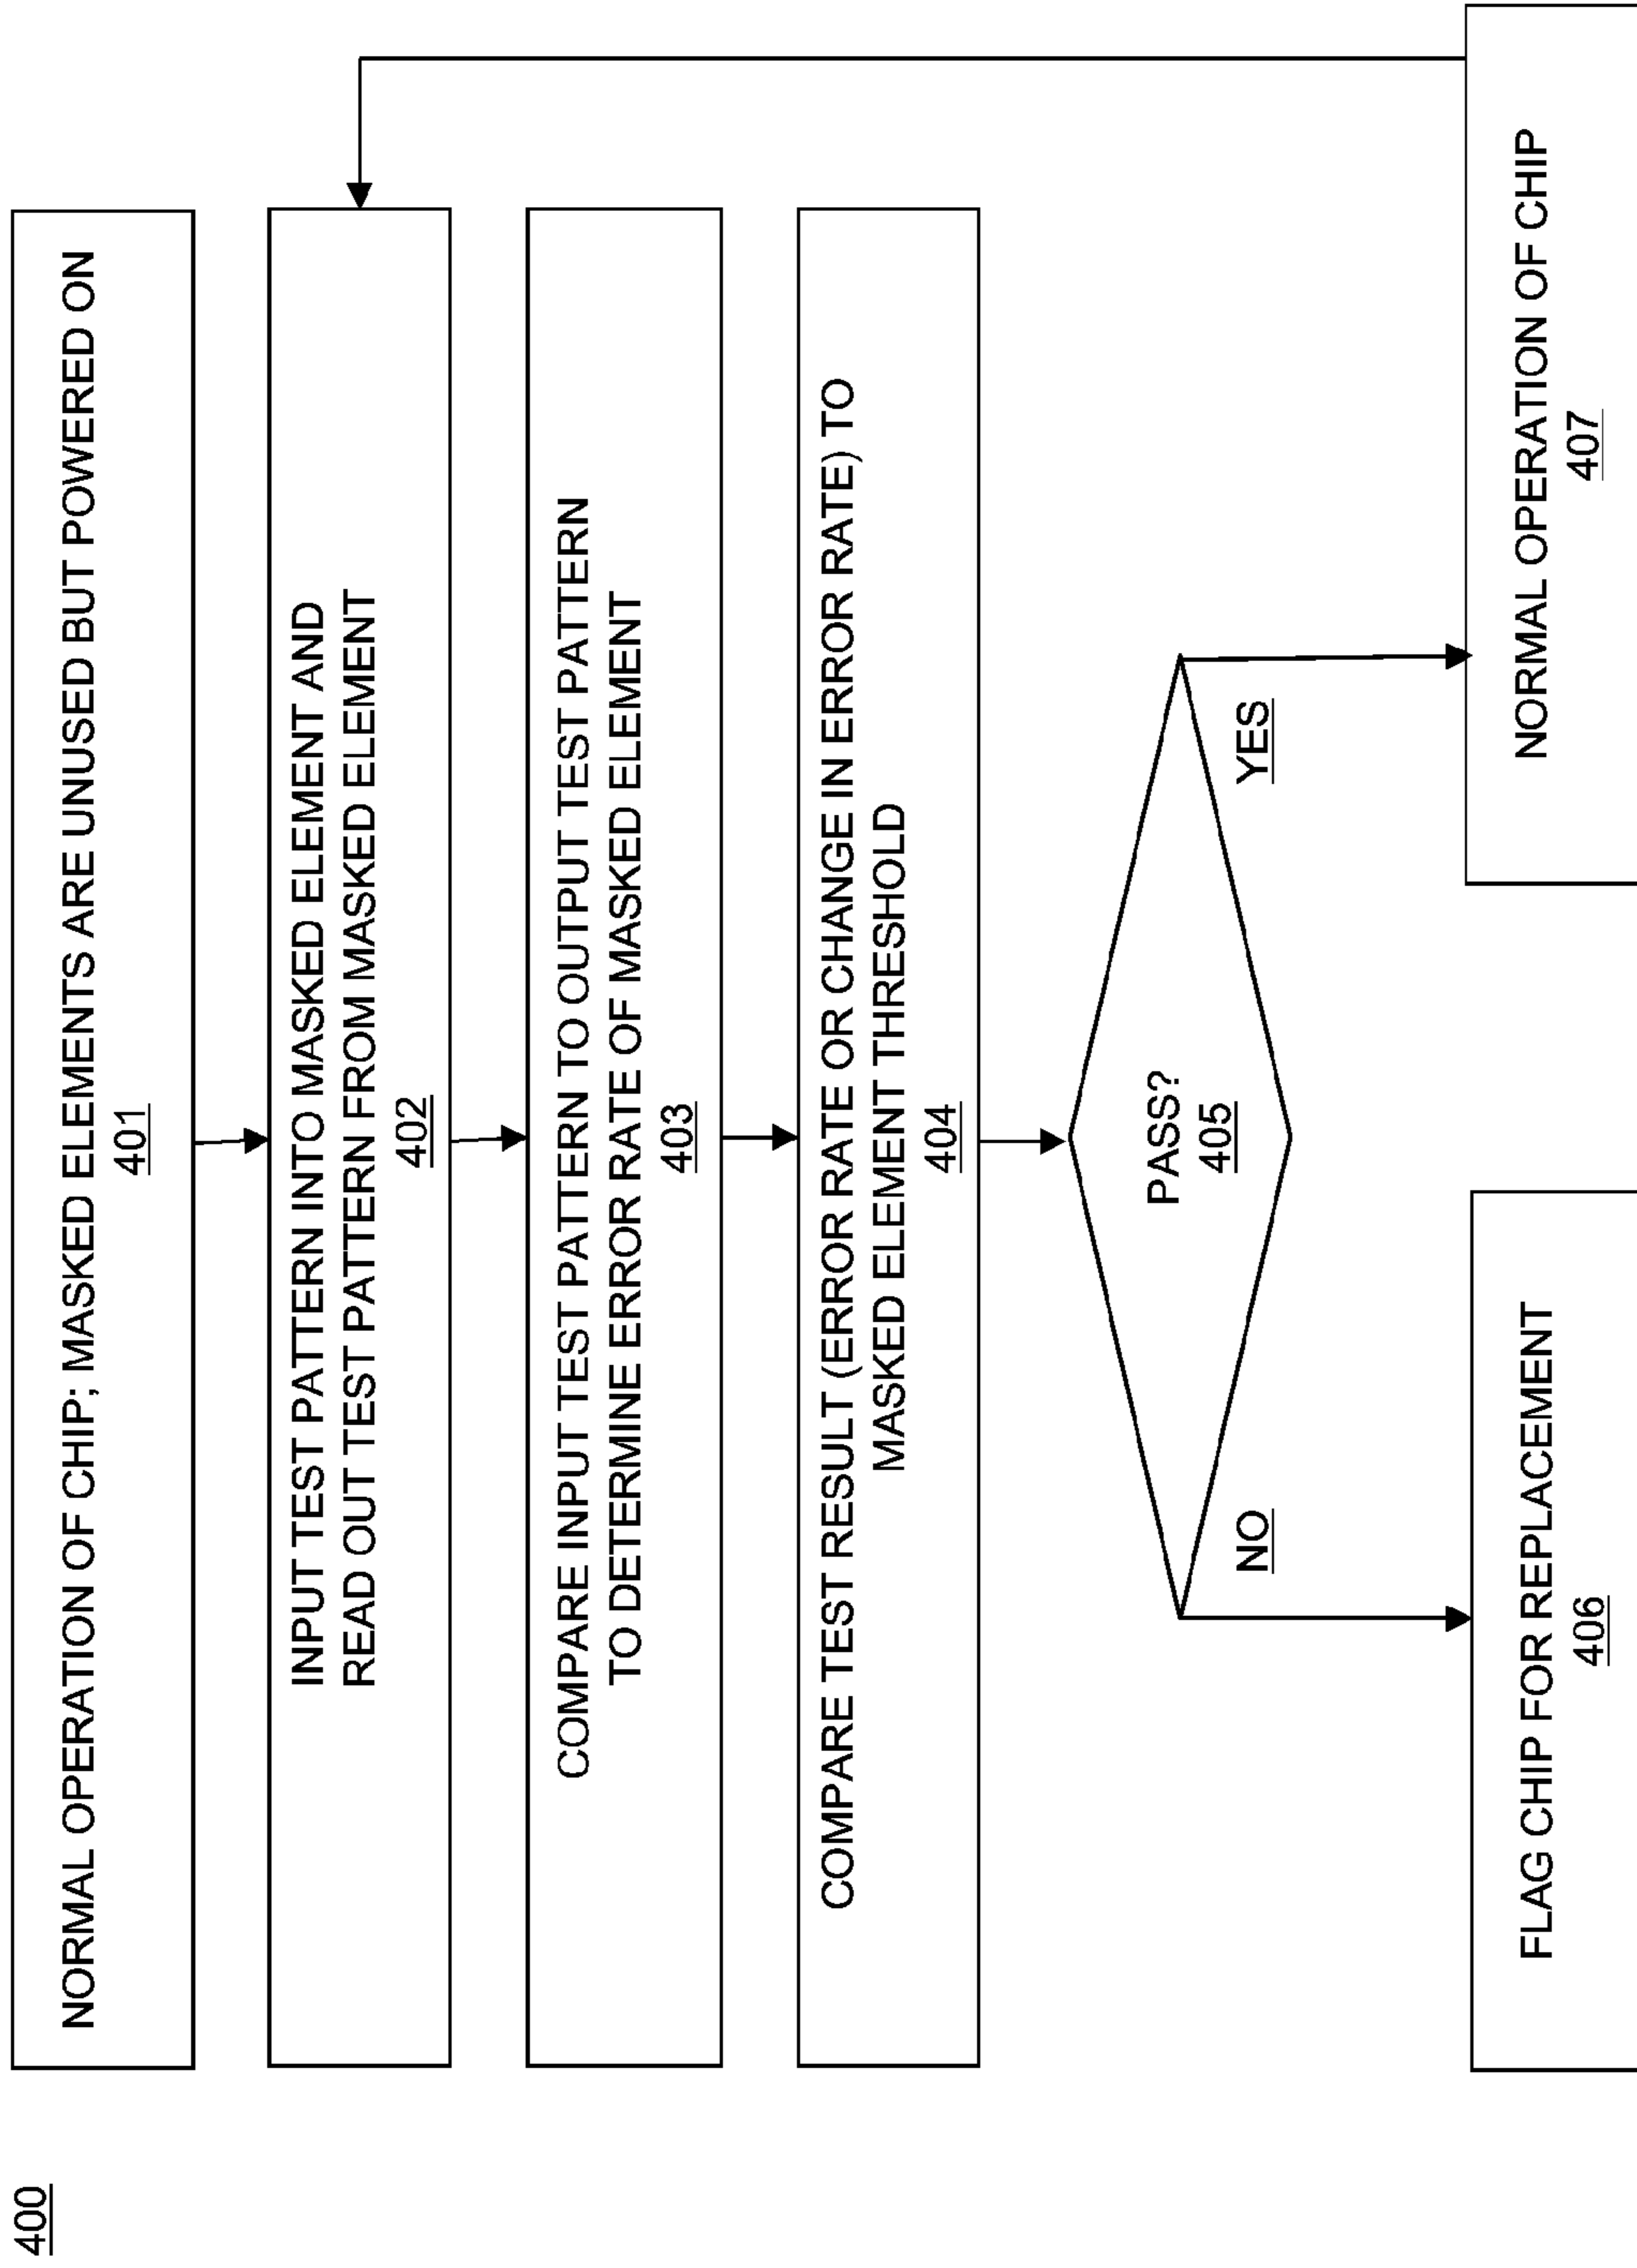 400
NORMAL OPERATION OF CHIP; MASKED ELEMENTS ARE UNUSED BUT POWERED ON
401
INPUT TEST PATTERN INTO MASKED ELEMENT AND
READ OUT TEST PATTERN FROM MASKED ELEMENT
402
COMPARE INPUT TEST PATTERN TO OUTPUT TEST PATTERN
TO DETERMINE ERROR RATE OF MASKED ELEMENT
403
COMPARE TEST RESULT (ERROR RATE OR CHANGE IN ERROR RATE) TO
MASKED ELEMENT THRESHOLD
404
PASS?
405
NO
YES
FLAG CHIP FOR REPLACEMENT
406
NORMAL OPERATION OF CHIP
407